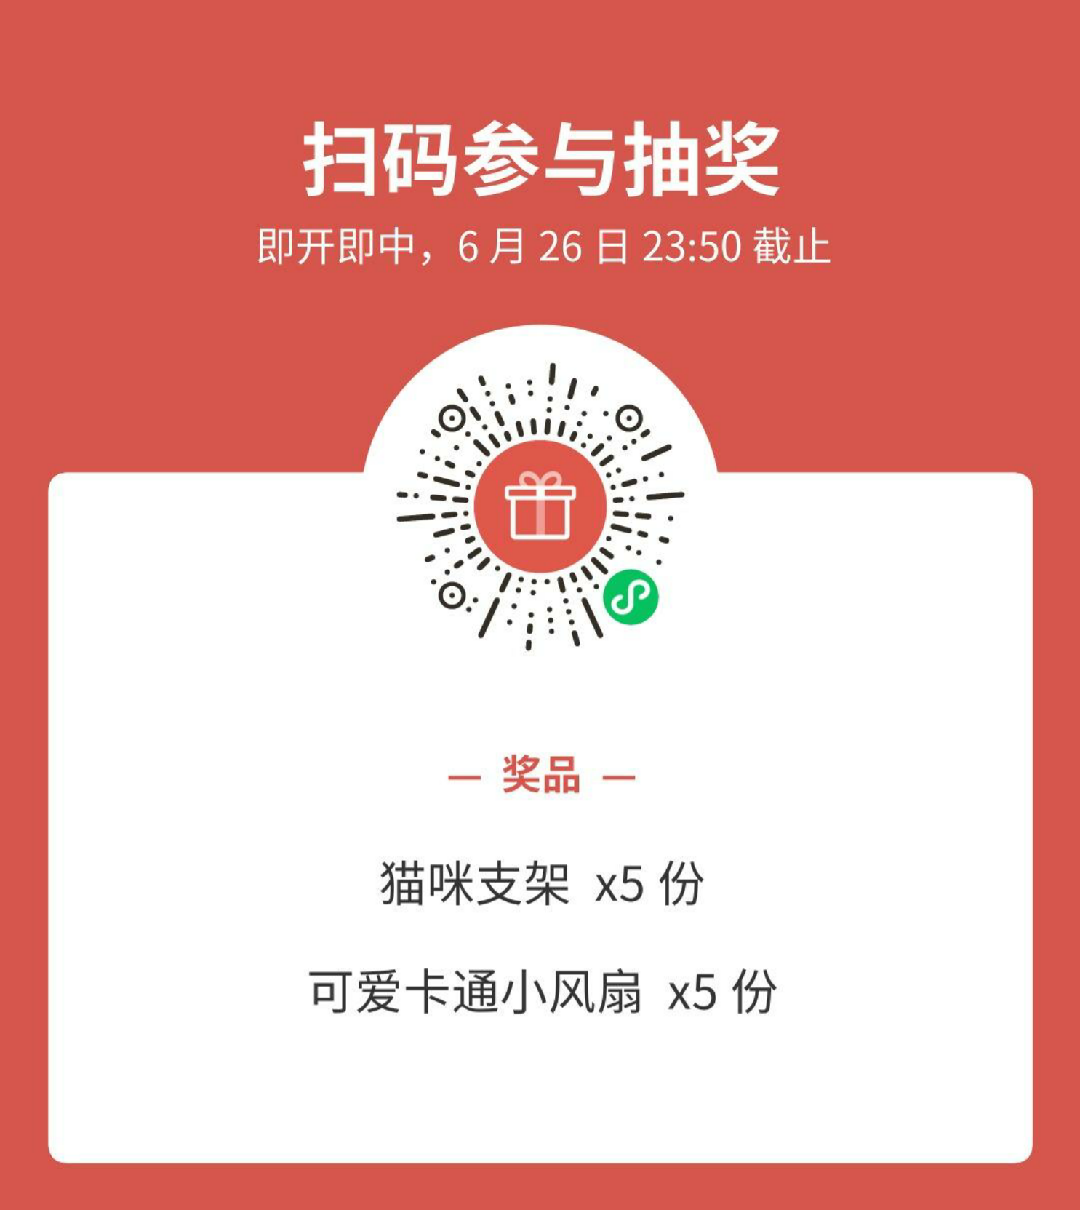 扫码参与抽奖
即开即中，6 月 26 日 23:50 截止
— 奖品 —
猫咪支架 x5 份
可爱卡通小风扇 x5 份